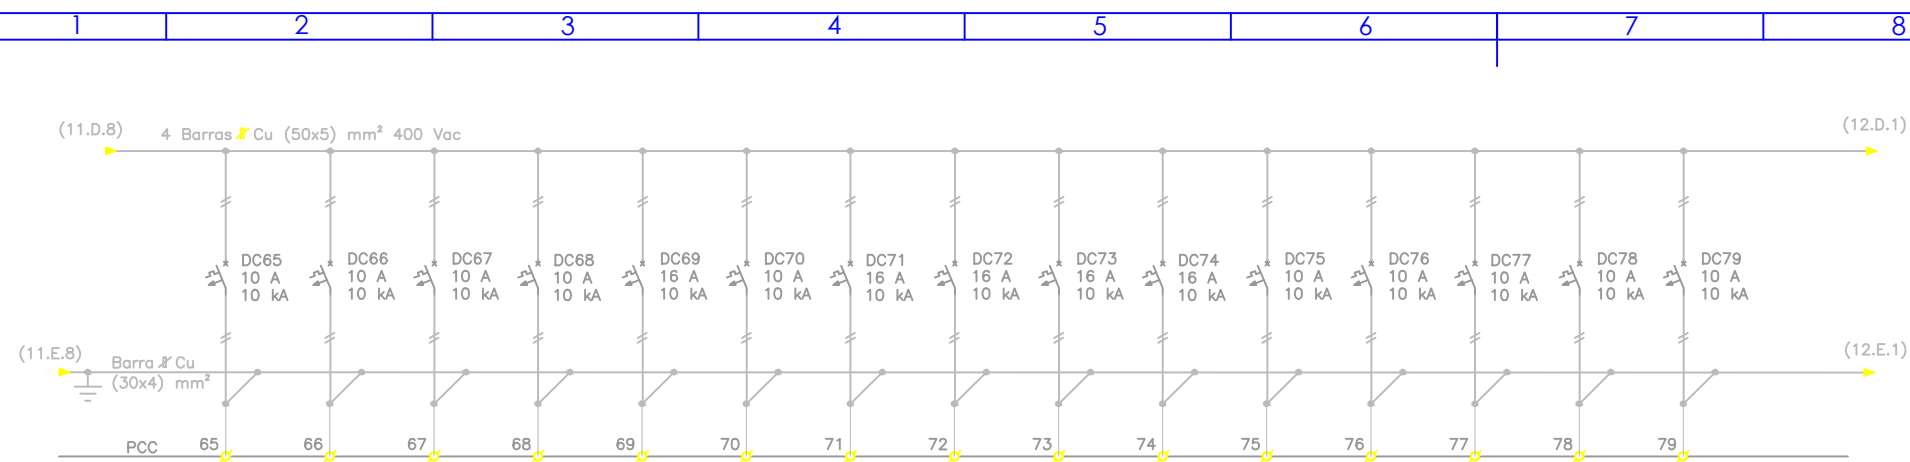 1 2 3 4 5 6 7 8
(11.D.8) 4 Barras Cu (50x5) mm² 400 Vac (12.D.1)
DC65
10 A
10 kA
DC66
10 A
10 kA
DC67
10 A
10 kA
DC68
10 A
10 kA
DC69
16 A
10 kA
DC70
10 A
10 kA
DC71
16 A
10 kA
DC72
16 A
10 kA
DC73
16 A
10 kA
DC74
16 A
10 kA
DC75
10 A
10 kA
DC76
10 A
10 kA
DC77
10 A
10 kA
DC78
10 A
10 kA
DC79
10 A
10 kA
(11.E.8)
Barra Cu
(30x4) mm²
(12.E.1)
PCC 65 66 67 68 69 70 71 72 73 74 75 76 77 78 79